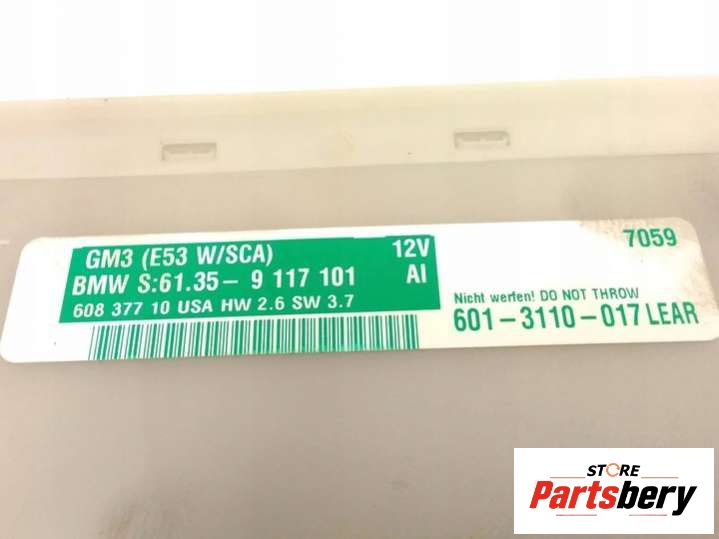 GM3 (E53 W/SCA) 12V
BMW S:61.35- 9 117 101 AI
608 377 10 USA HW 2.6 SW 3.7
7059
Nicht werfen! DO NOT THROW
601-3110-017 LEAR
STORE
Partsbery